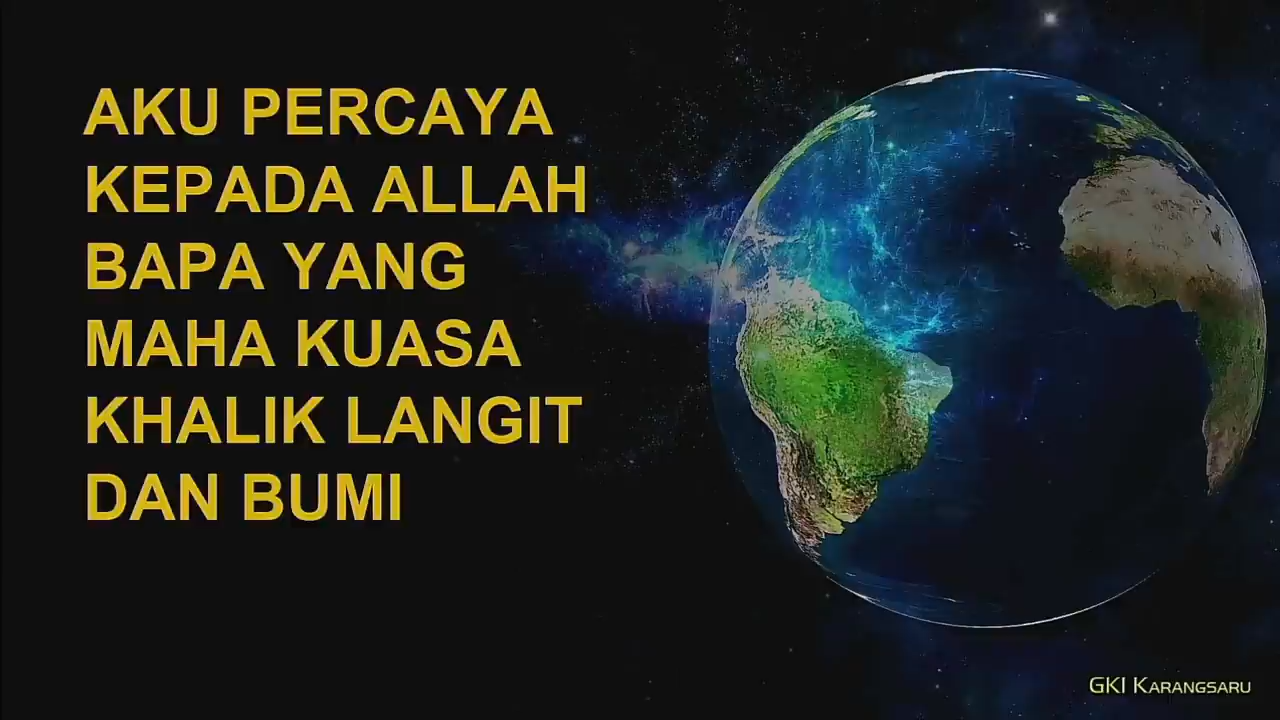 AKU PERCAYA
KEPADA ALLAH
BAPA YANG
MAHA KUASA
KHALIK LANGIT
DAN BUMI
GKI KARANGSARU